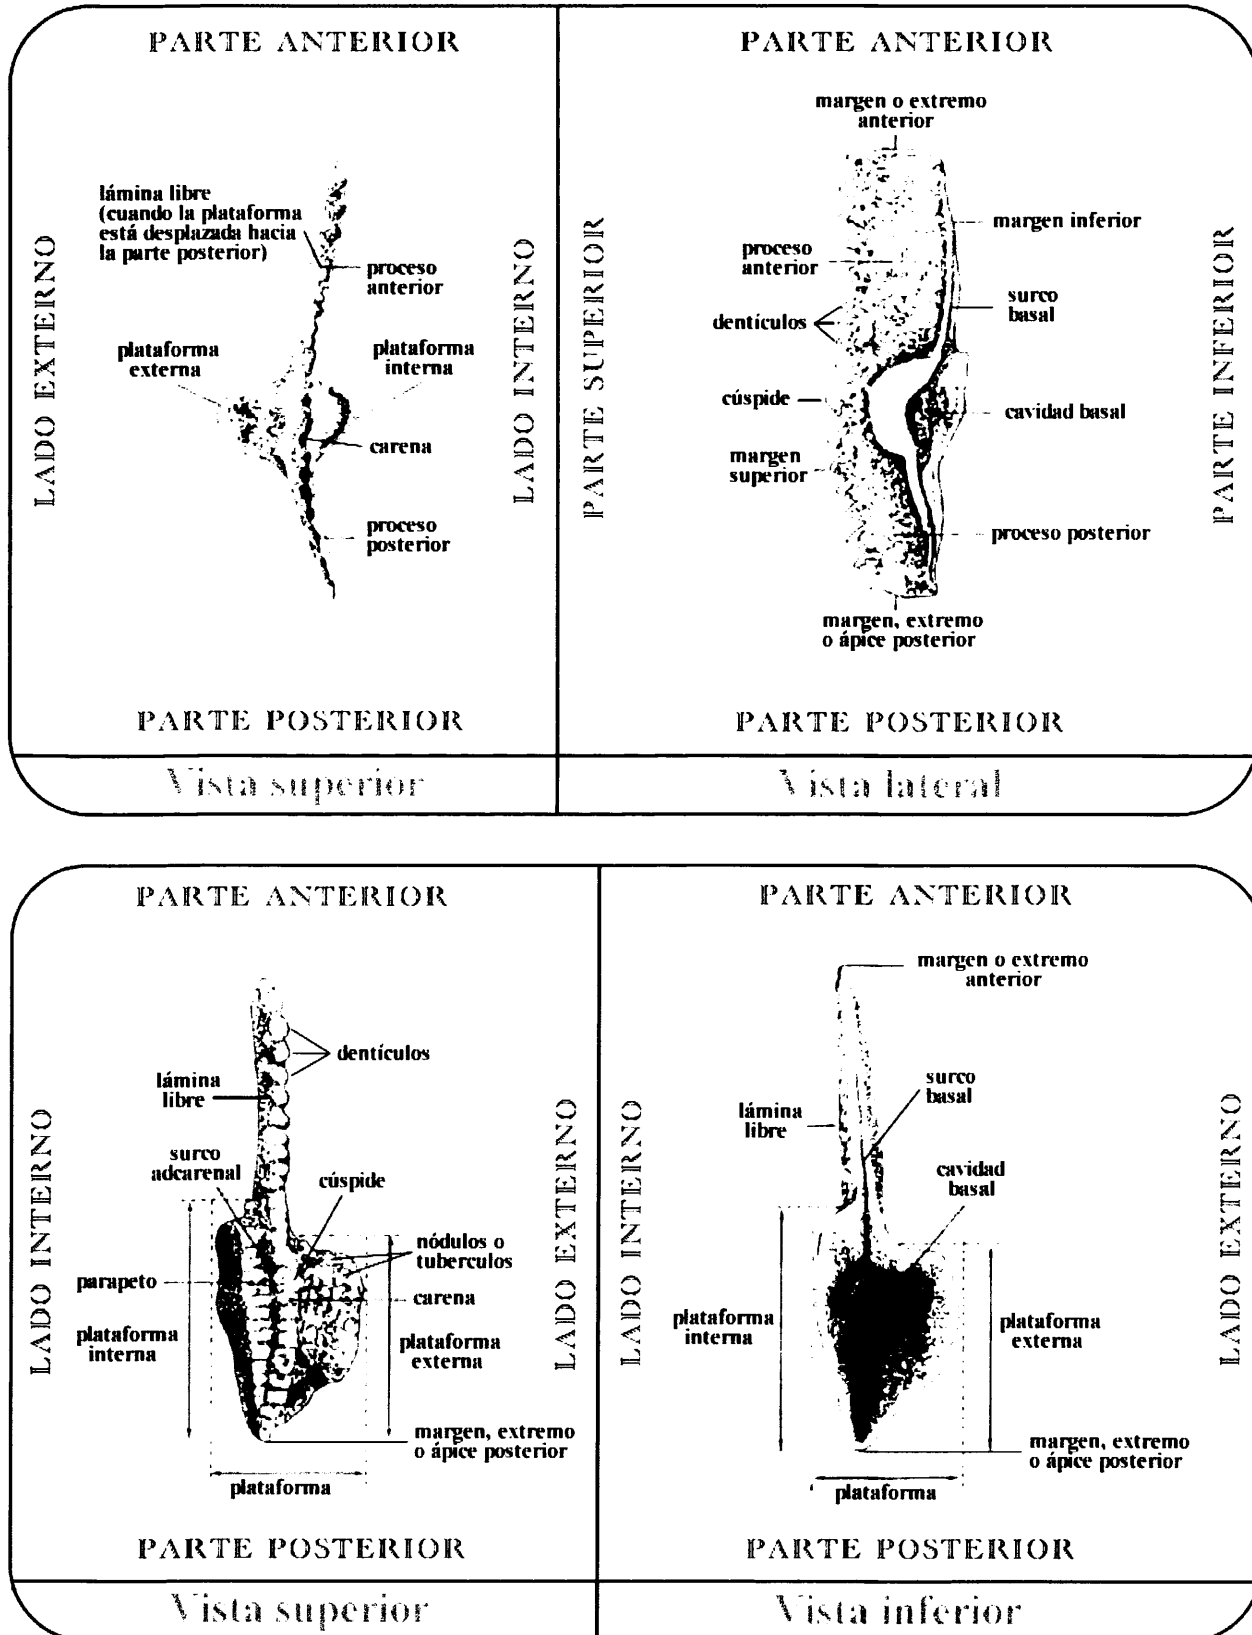 PARTE ANTERIOR
lámina libre
(cuando la plataforma
está desplazada hacia
la parte posterior)
proceso
anterior
plataforma
externa
plataforma
interna
carena
proceso
posterior
LADO EXTERNO
LADO INTERNO
PARTE POSTERIOR
Vista superior
PARTE ANTERIOR
margen o extremo
anterior
margen inferior
proceso
anterior
surco
basal
dentículos
cúspide
cavidad basal
margen
superior
proceso posterior
margen, extremo
o ápice posterior
PARTE SUPERIOR
PARTE INFERIOR
PARTE POSTERIOR
Vista lateral
PARTE ANTERIOR
dentículos
lámina
libre
surco
adcarenal
cúspide
nódulos o
tuberculos
parapeto
carena
plataforma
interna
plataforma
externa
margen, extremo
o ápice posterior
plataforma
LADO INTERNO
LADO EXTERNO
PARTE POSTERIOR
Vista superior
PARTE ANTERIOR
margen o extremo
anterior
surco
basal
lámina
libre
cavidad
basal
plataforma
interna
plataforma
externa
margen, extremo
o ápice posterior
plataforma
LADO INTERNO
LADO EXTERNO
PARTE POSTERIOR
Vista inferior